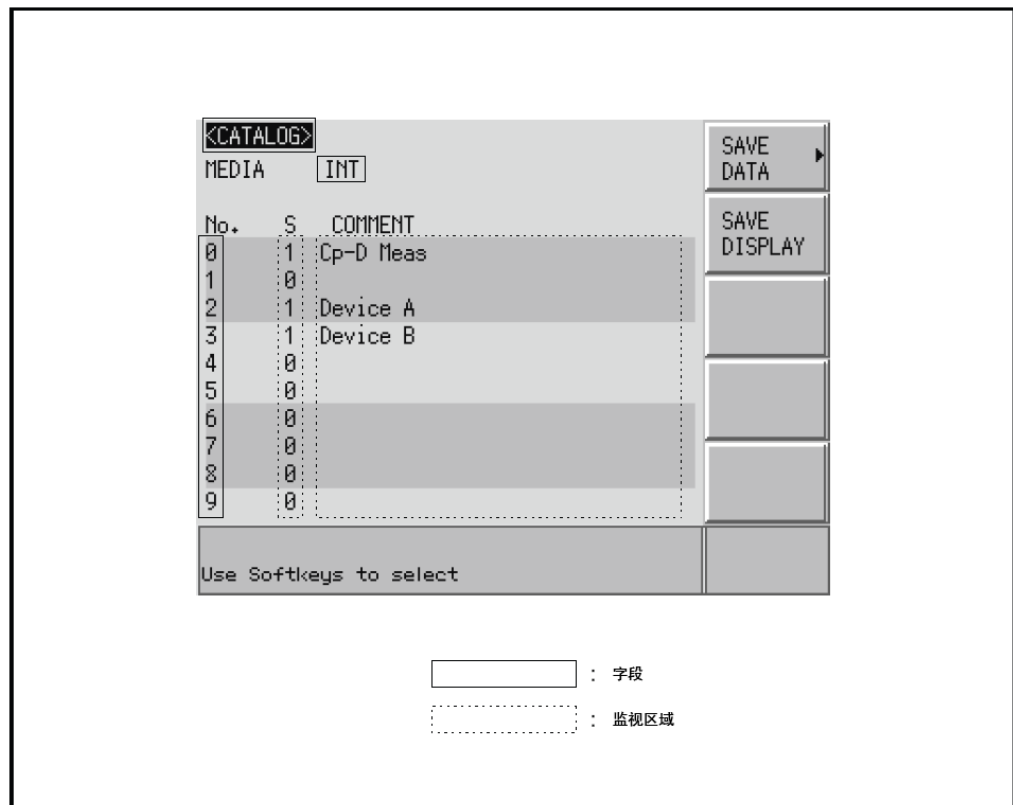 <CATALOG>
MEDIA INT
SAVE DATA
SAVE DISPLAY
No. S COMMENT
0 1 Cp-D Meas
1 0
2 1 Device A
3 1 Device B
4 0
5 0
6 0
7 0
8 0
9 0
Use Softkeys to select
: 字段
: 监视区域